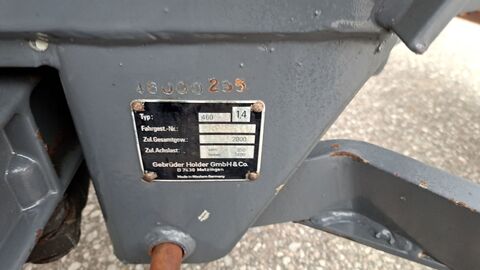 Typ: 460 14
Fahrgest.-Nr.:
Zul.Gesamtgew.: 2000
Zul.Achslast:
Gebrüder Holder GmbH & Co.
D 7430 Metzingen
Made in Western Germany